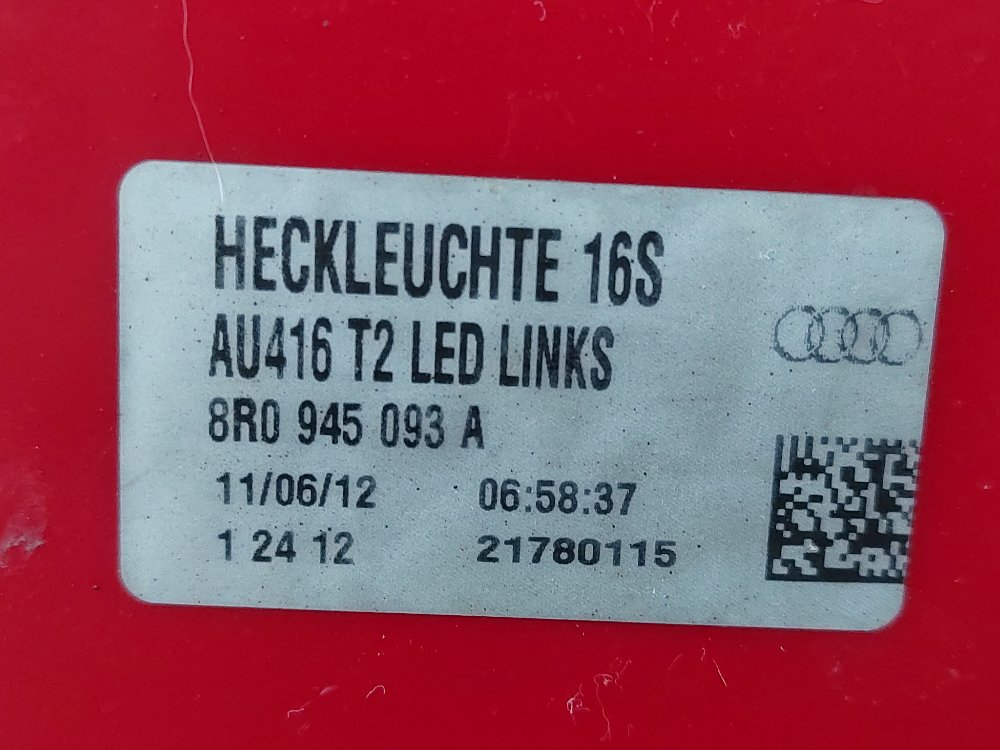 HECKLEUCHTE 16S
AU416 T2 LED LINKS
8R0 945 093 A
11/06/12 06:58:37
1 24 12 21780115